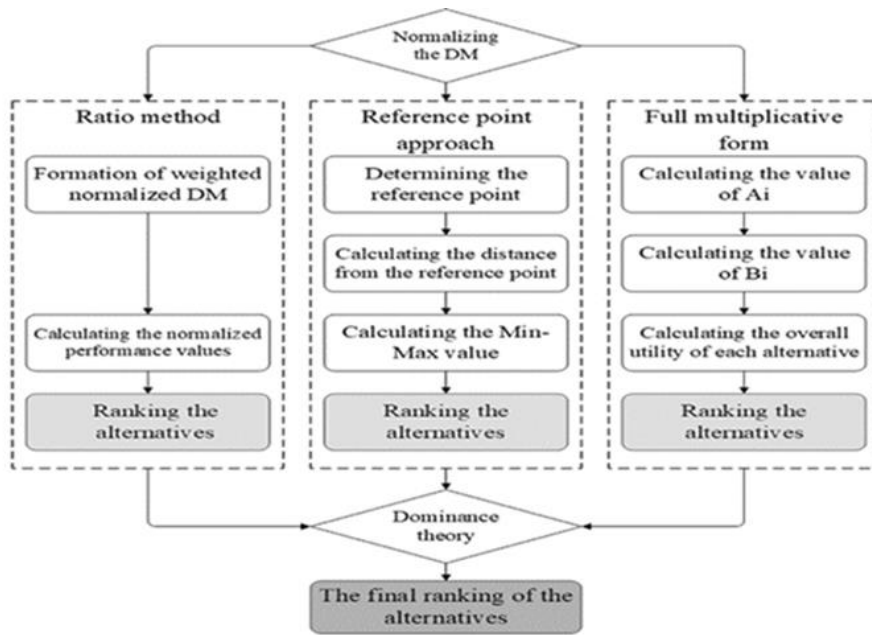 Normalizing
the DM
Ratio method
Formation of weighted
normalized DM
Calculating the normalized
performance values
Ranking the
alternatives
Reference point
approach
Determining the
reference point
Calculating the distance
from the reference point
Calculating the Min-
Max value
Ranking the
alternatives
Full multiplicative
form
Calculating the value
of Ai
Calculating the value
of Bi
Calculating the overall
utility of each alternative
Ranking the
alternatives
Dominance
theory
The final ranking of the
alternatives